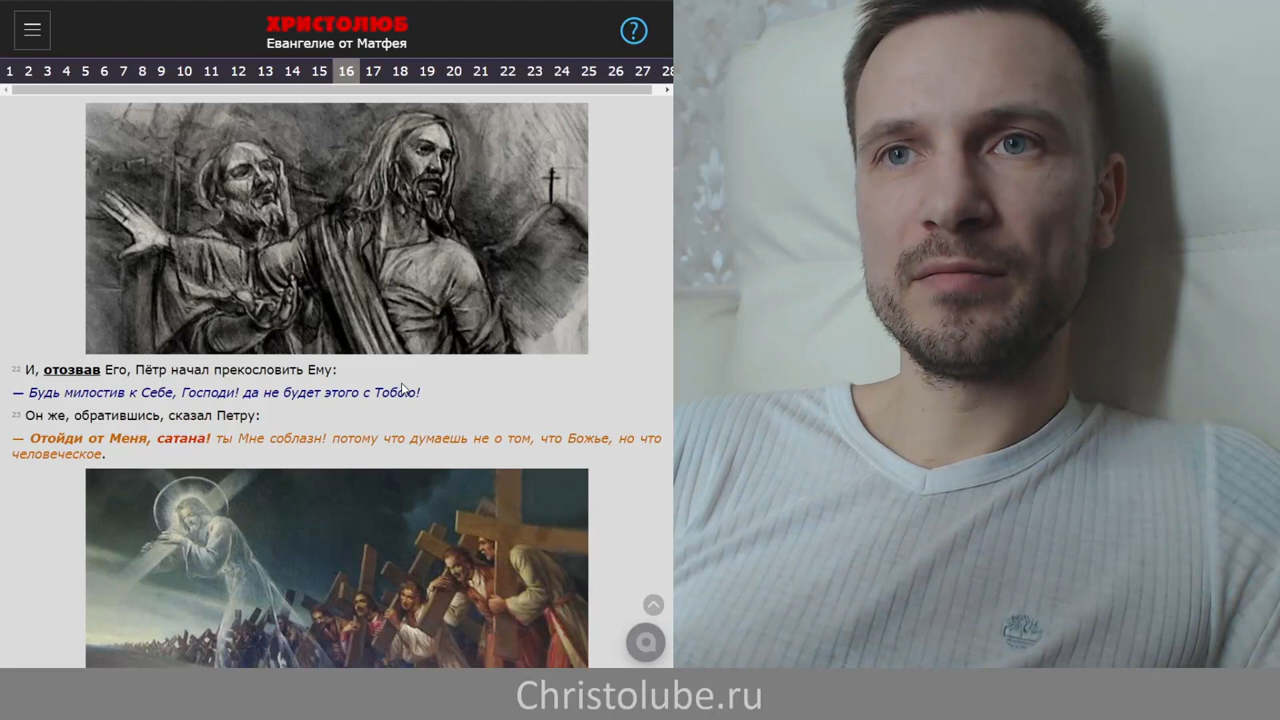 ХРИСТОЛЮБ
Евангелие от Матфея
?
1 2 3 4 5 6 7 8 9 10 11 12 13 14 15 16 17 18 19 20 21 22 23 24 25 26 27 28
22 И, отозвав Его, Пётр начал прекословить Ему:
— Будь милостив к Себе, Господи! да не будет этого с Тобою!
23 Он же, обратившись, сказал Петру:
— Отойди от Меня, сатана! ты Мне соблазн! потому что думаешь не о том, что Божье, но что
человеческое.
Christolube.ru